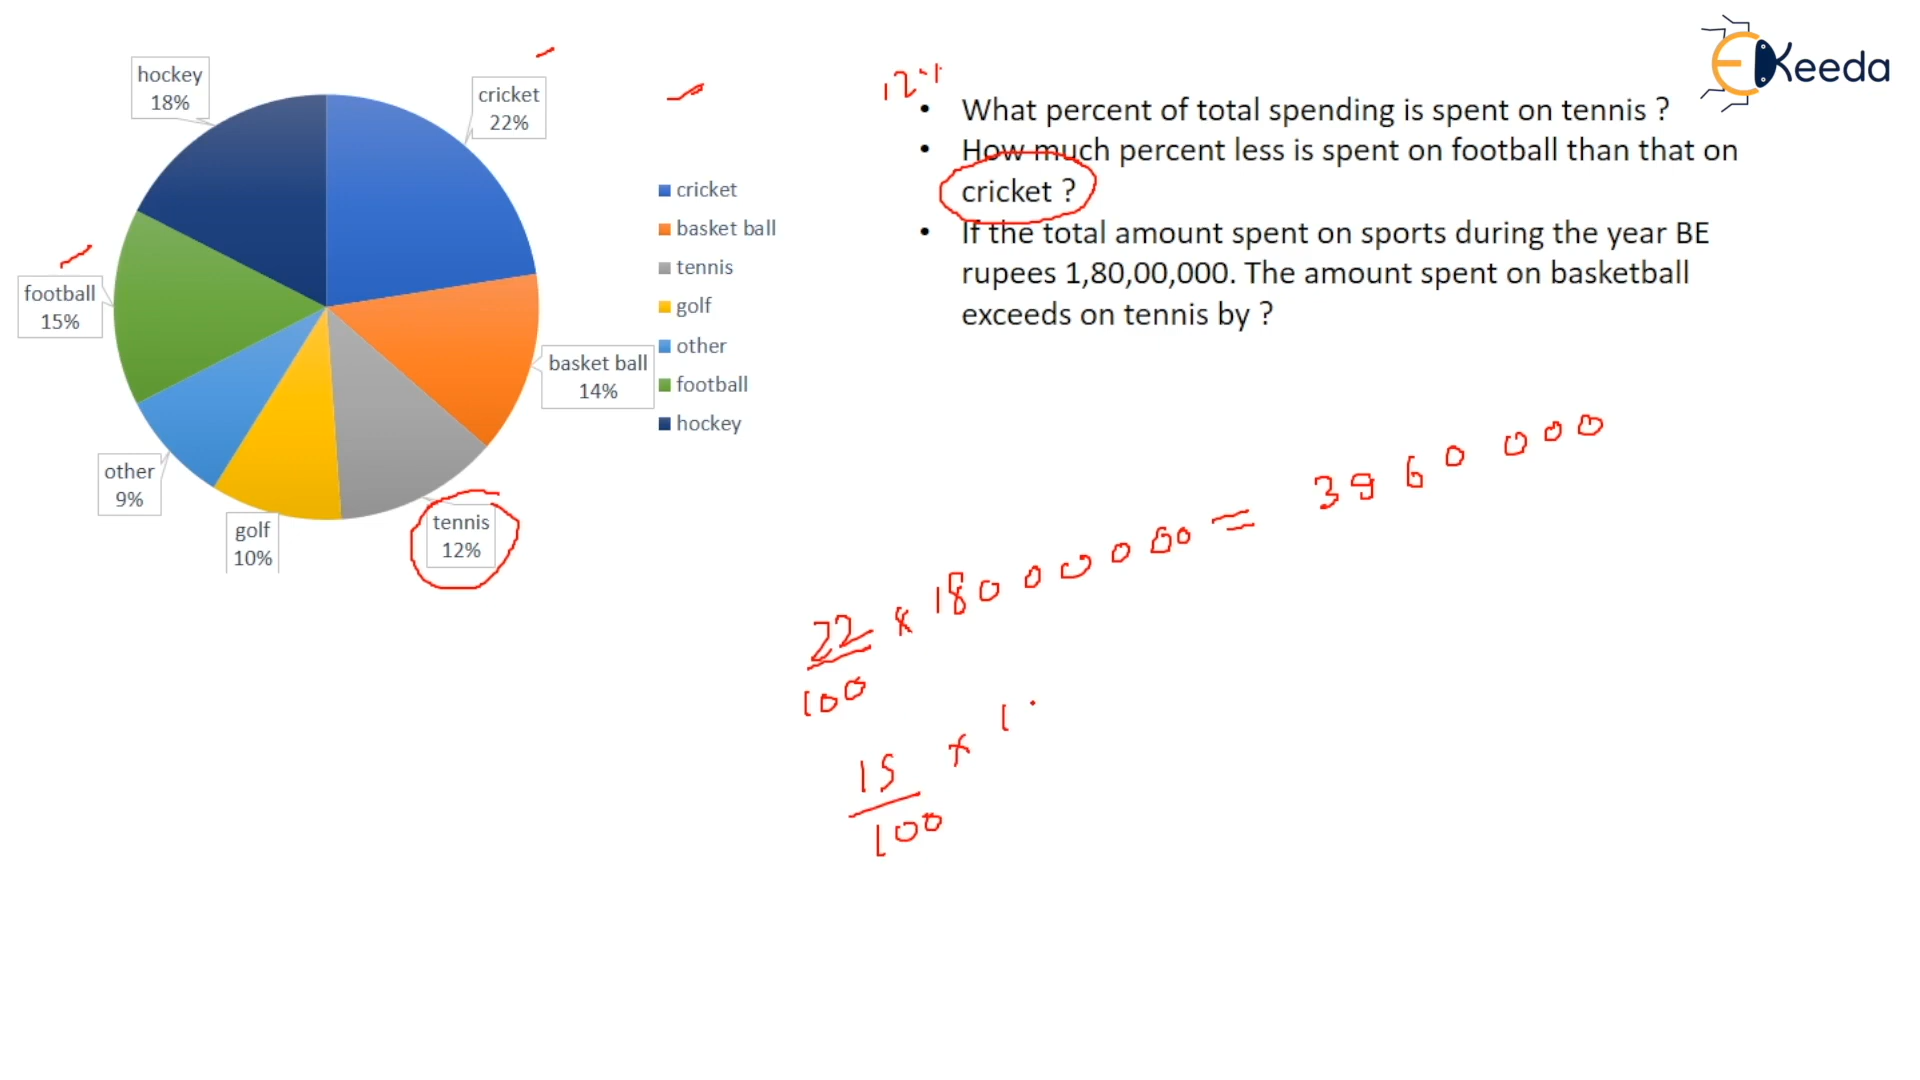 hockey
18%
cricket
22%
12%
Keeda
• What percent of total spending is spent on tennis ?
• How much percent less is spent on football than that on
cricket ?
• If the total amount spent on sports during the year BE
rupees 1,80,00,000. The amount spent on basketball
exceeds on tennis by ?
cricket
basket ball
tennis
golf
other
football
hockey
football
15%
basket ball
14%
other
9%
golf
10%
tennis
12%
22/100 × 18000000 = 3960000
15/100 × 1